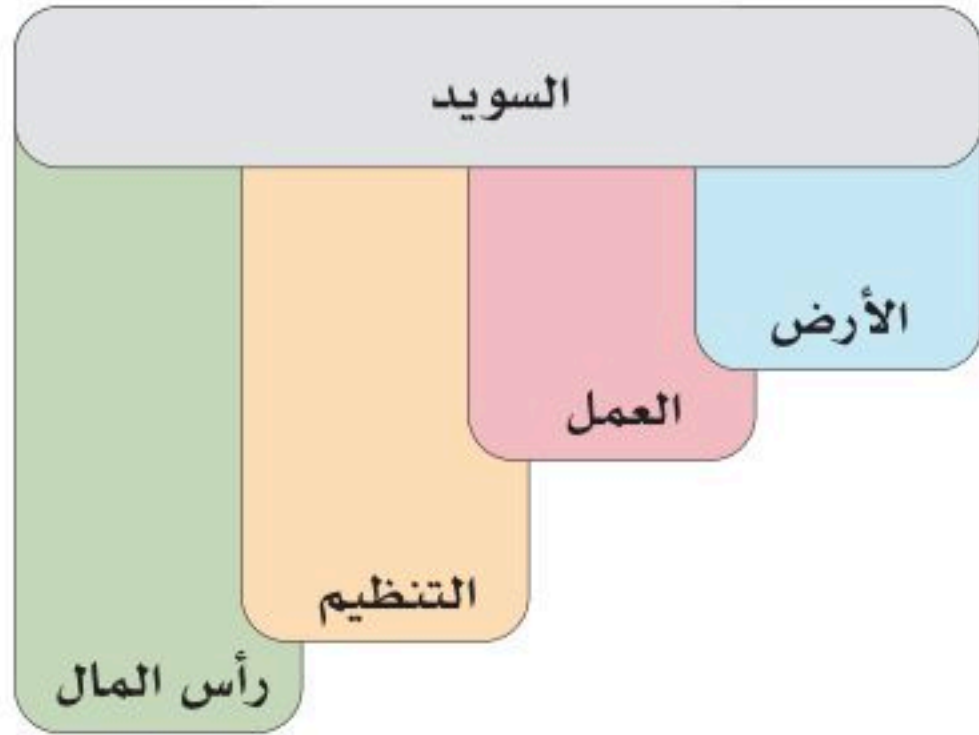 السويد
الأرض
العمل
التنظيم
رأس المال